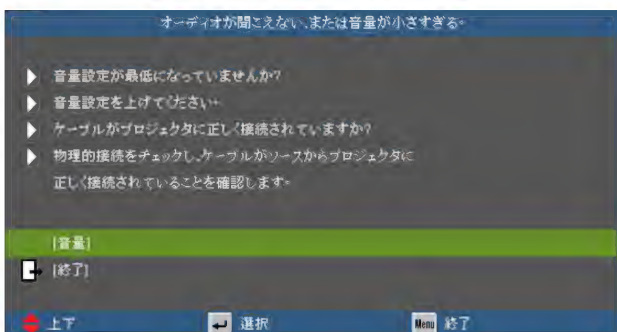 オーディオが聞こえない、または音量が小さすぎる。
音量設定が最低になっていませんか?
音量設定を上げてください。
ケーブルがプロジェクタに正しく接続されていますか?
物理的接続をチェックし、ケーブルがソースからプロジェクタに
正しく接続されていることを確認します。
[音量]
[終了]
上下 選択 Menu 終了